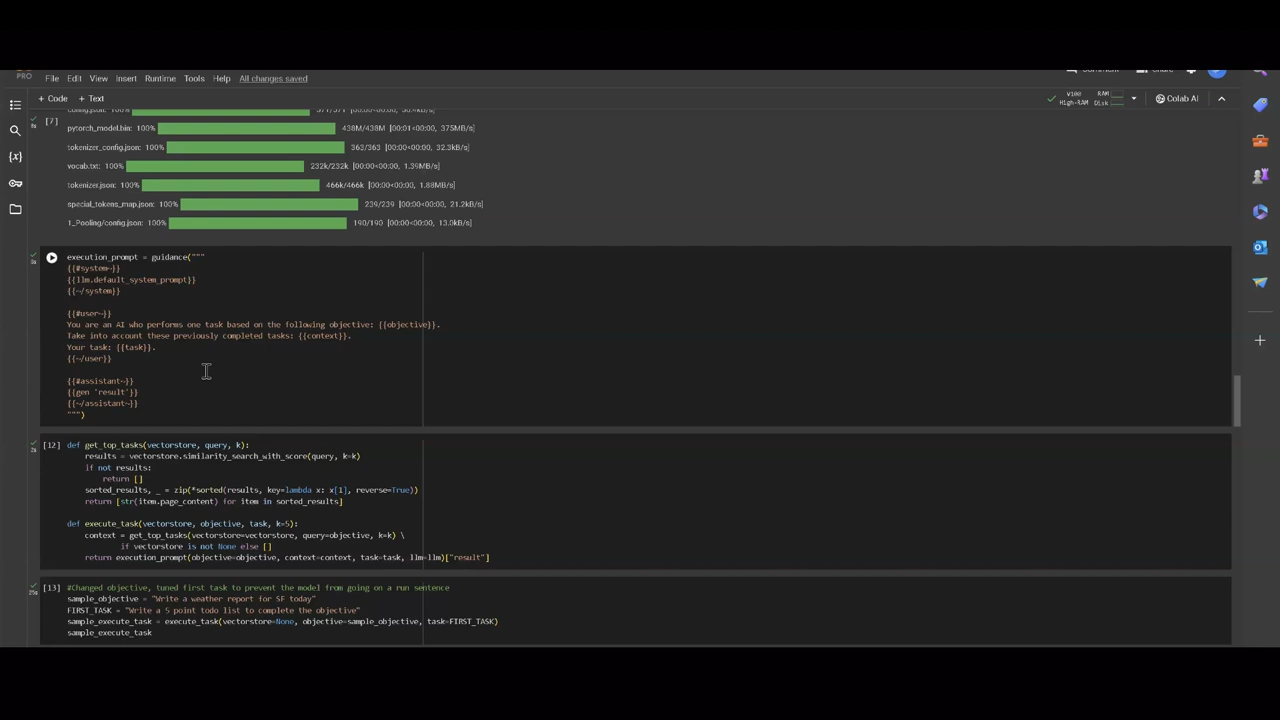 PRO
File Edit View Insert Runtime Tools Help All changes saved
+ Code + Text
V100 High-RAM RAM Disk Colab AI
[7]
pytorch_model.bin: 100% 438M/438M [00:01<00:00, 375MB/s]
tokenizer_config.json: 100% 363/363 [00:00<00:00, 32.3kB/s]
vocab.txt: 100% 232k/232k [00:00<00:00, 1.39MB/s]
tokenizer.json: 100% 466k/466k [00:00<00:00, 1.88MB/s]
special_tokens_map.json: 100% 239/239 [00:00<00:00, 21.2kB/s]
1_Pooling/config.json: 100% 190/190 [00:00<00:00, 13.0kB/s]
execution_prompt = guidance("""
{{#system~}}
{{llm.default_system_prompt}}
{{~/system}}
{{#user~}}
You are an AI who performs one task based on the following objective: {{objective}}.
Take into account these previously completed tasks: {{context}}.
Your task: {{task}}.
{{~/user}}
{{#assistant~}}
{{gen 'result'}}
{{~/assistant~}}
""")
[12] def get_top_tasks(vectorstore, query, k):
results = vectorstore.similarity_search_with_score(query, k=k)
if not results:
return []
sorted_results, _ = zip(*sorted(results, key=lambda x: x[1], reverse=True))
return [str(item.page_content) for item in sorted_results]
def execute_task(vectorstore, objective, task, k=5):
context = get_top_tasks(vectorstore=vectorstore, query=objective, k=k) \
if vectorstore is not None else []
return execution_prompt(objective=objective, context=context, task=task, llm=llm)["result"]
[13] #Changed objective, tuned first task to prevent the model from going on a run sentence
sample_objective = "Write a weather report for SF today"
FIRST_TASK = "Write a 5 point todo list to complete the objective"
sample_execute_task = execute_task(vectorstore=None, objective=sample_objective, task=FIRST_TASK)
sample_execute_task